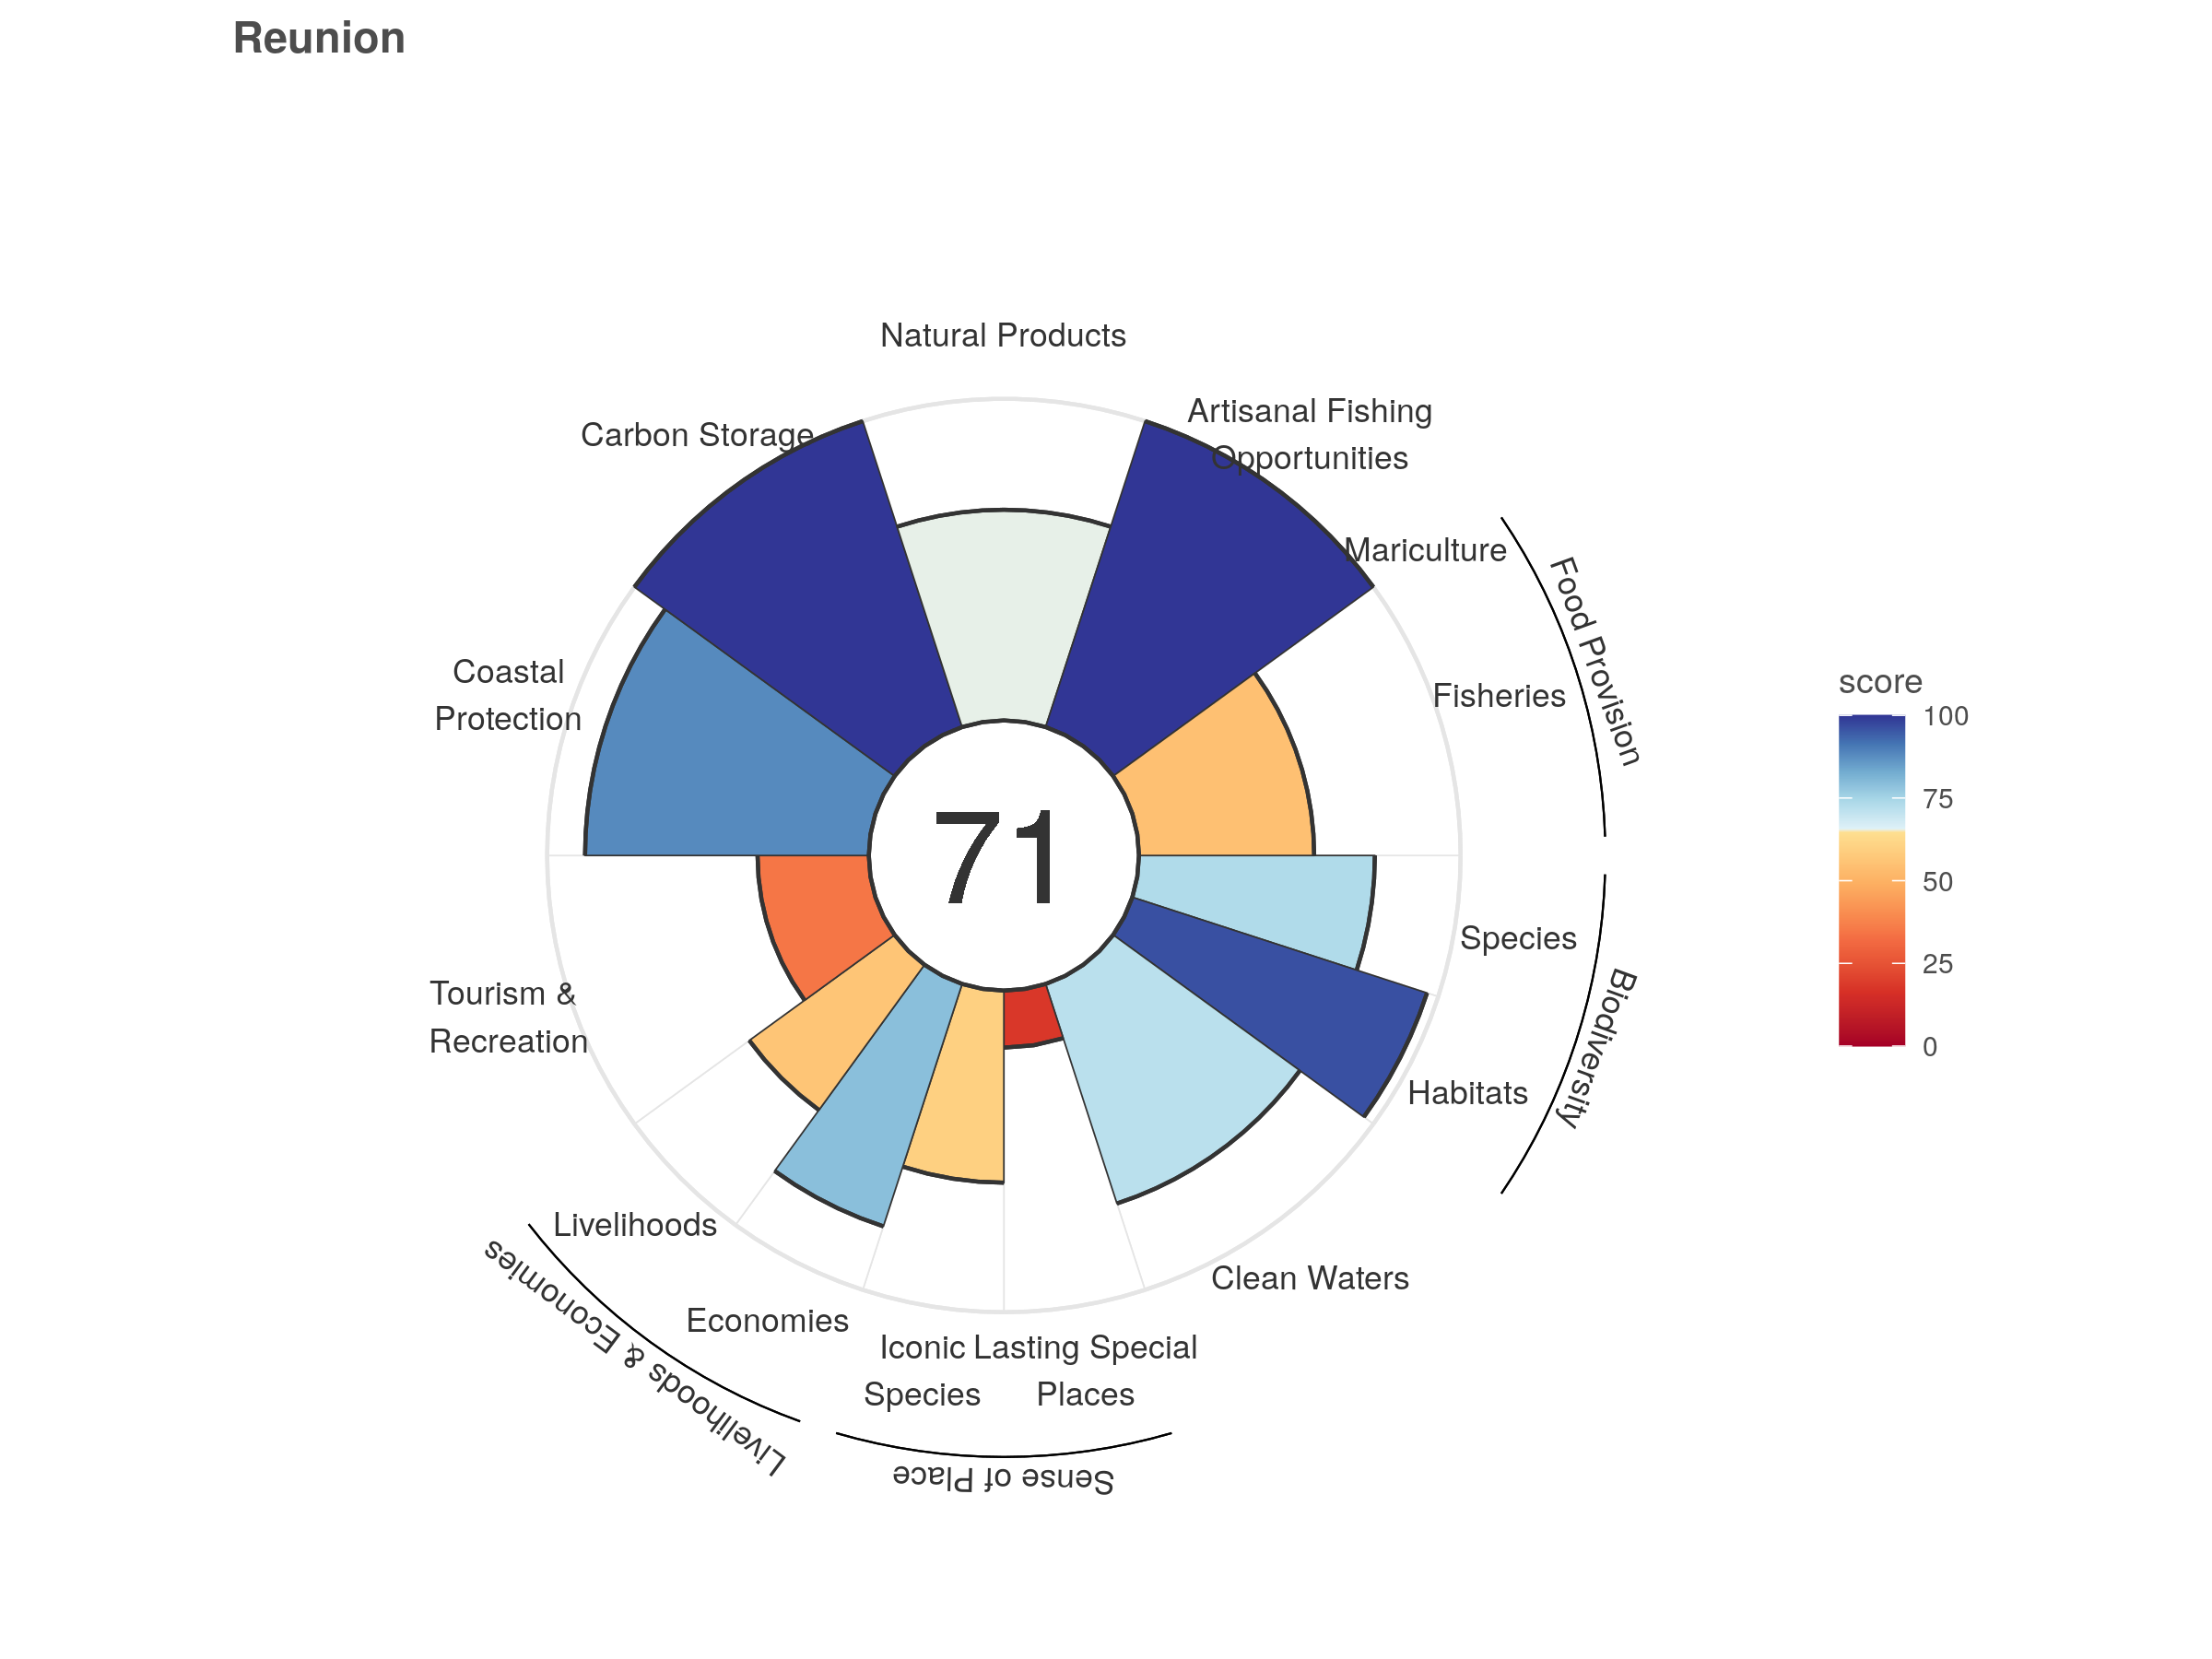 Reunion
Natural Products
Artisanal Fishing
Opportunities
Carbon Storage
Mariculture
Food Provision
Fisheries
Coastal
Protection
score
100
75
50
25
0
71
Species
Biodiversity
Habitats
Tourism &
Recreation
Livelihoods
Clean Waters
Economies
Livelihoods & Economies
Iconic
Species
Lasting Special
Places
Sense of Place